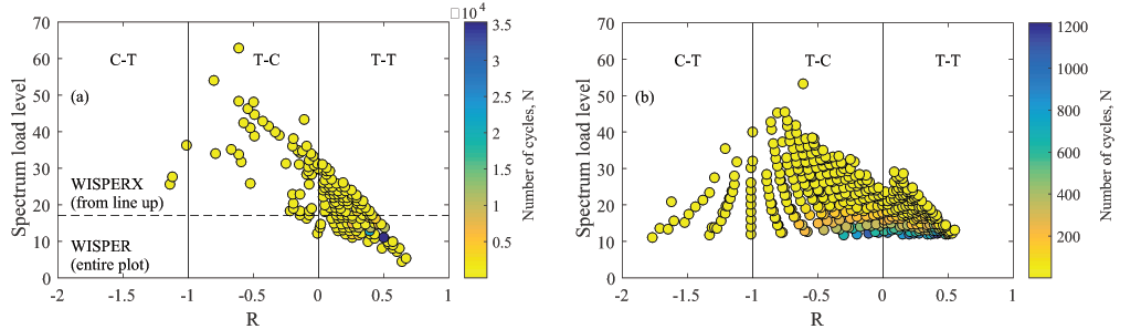 □10⁴
70
60
50
40
30
20
10
0
Spectrum load level
C-T
T-C
T-T
(a)
WISPERX
(from line up)
WISPER
(entire plot)
-2
-1.5
-1
-0.5
0
0.5
1
R
3.5
3
2.5
2
1.5
1
0.5
Number of cycles, N
70
60
50
40
30
20
10
0
Spectrum load level
C-T
T-C
T-T
(b)
-2
-1.5
-1
-0.5
0
0.5
1
R
1200
1000
800
600
400
200
Number of cycles, N